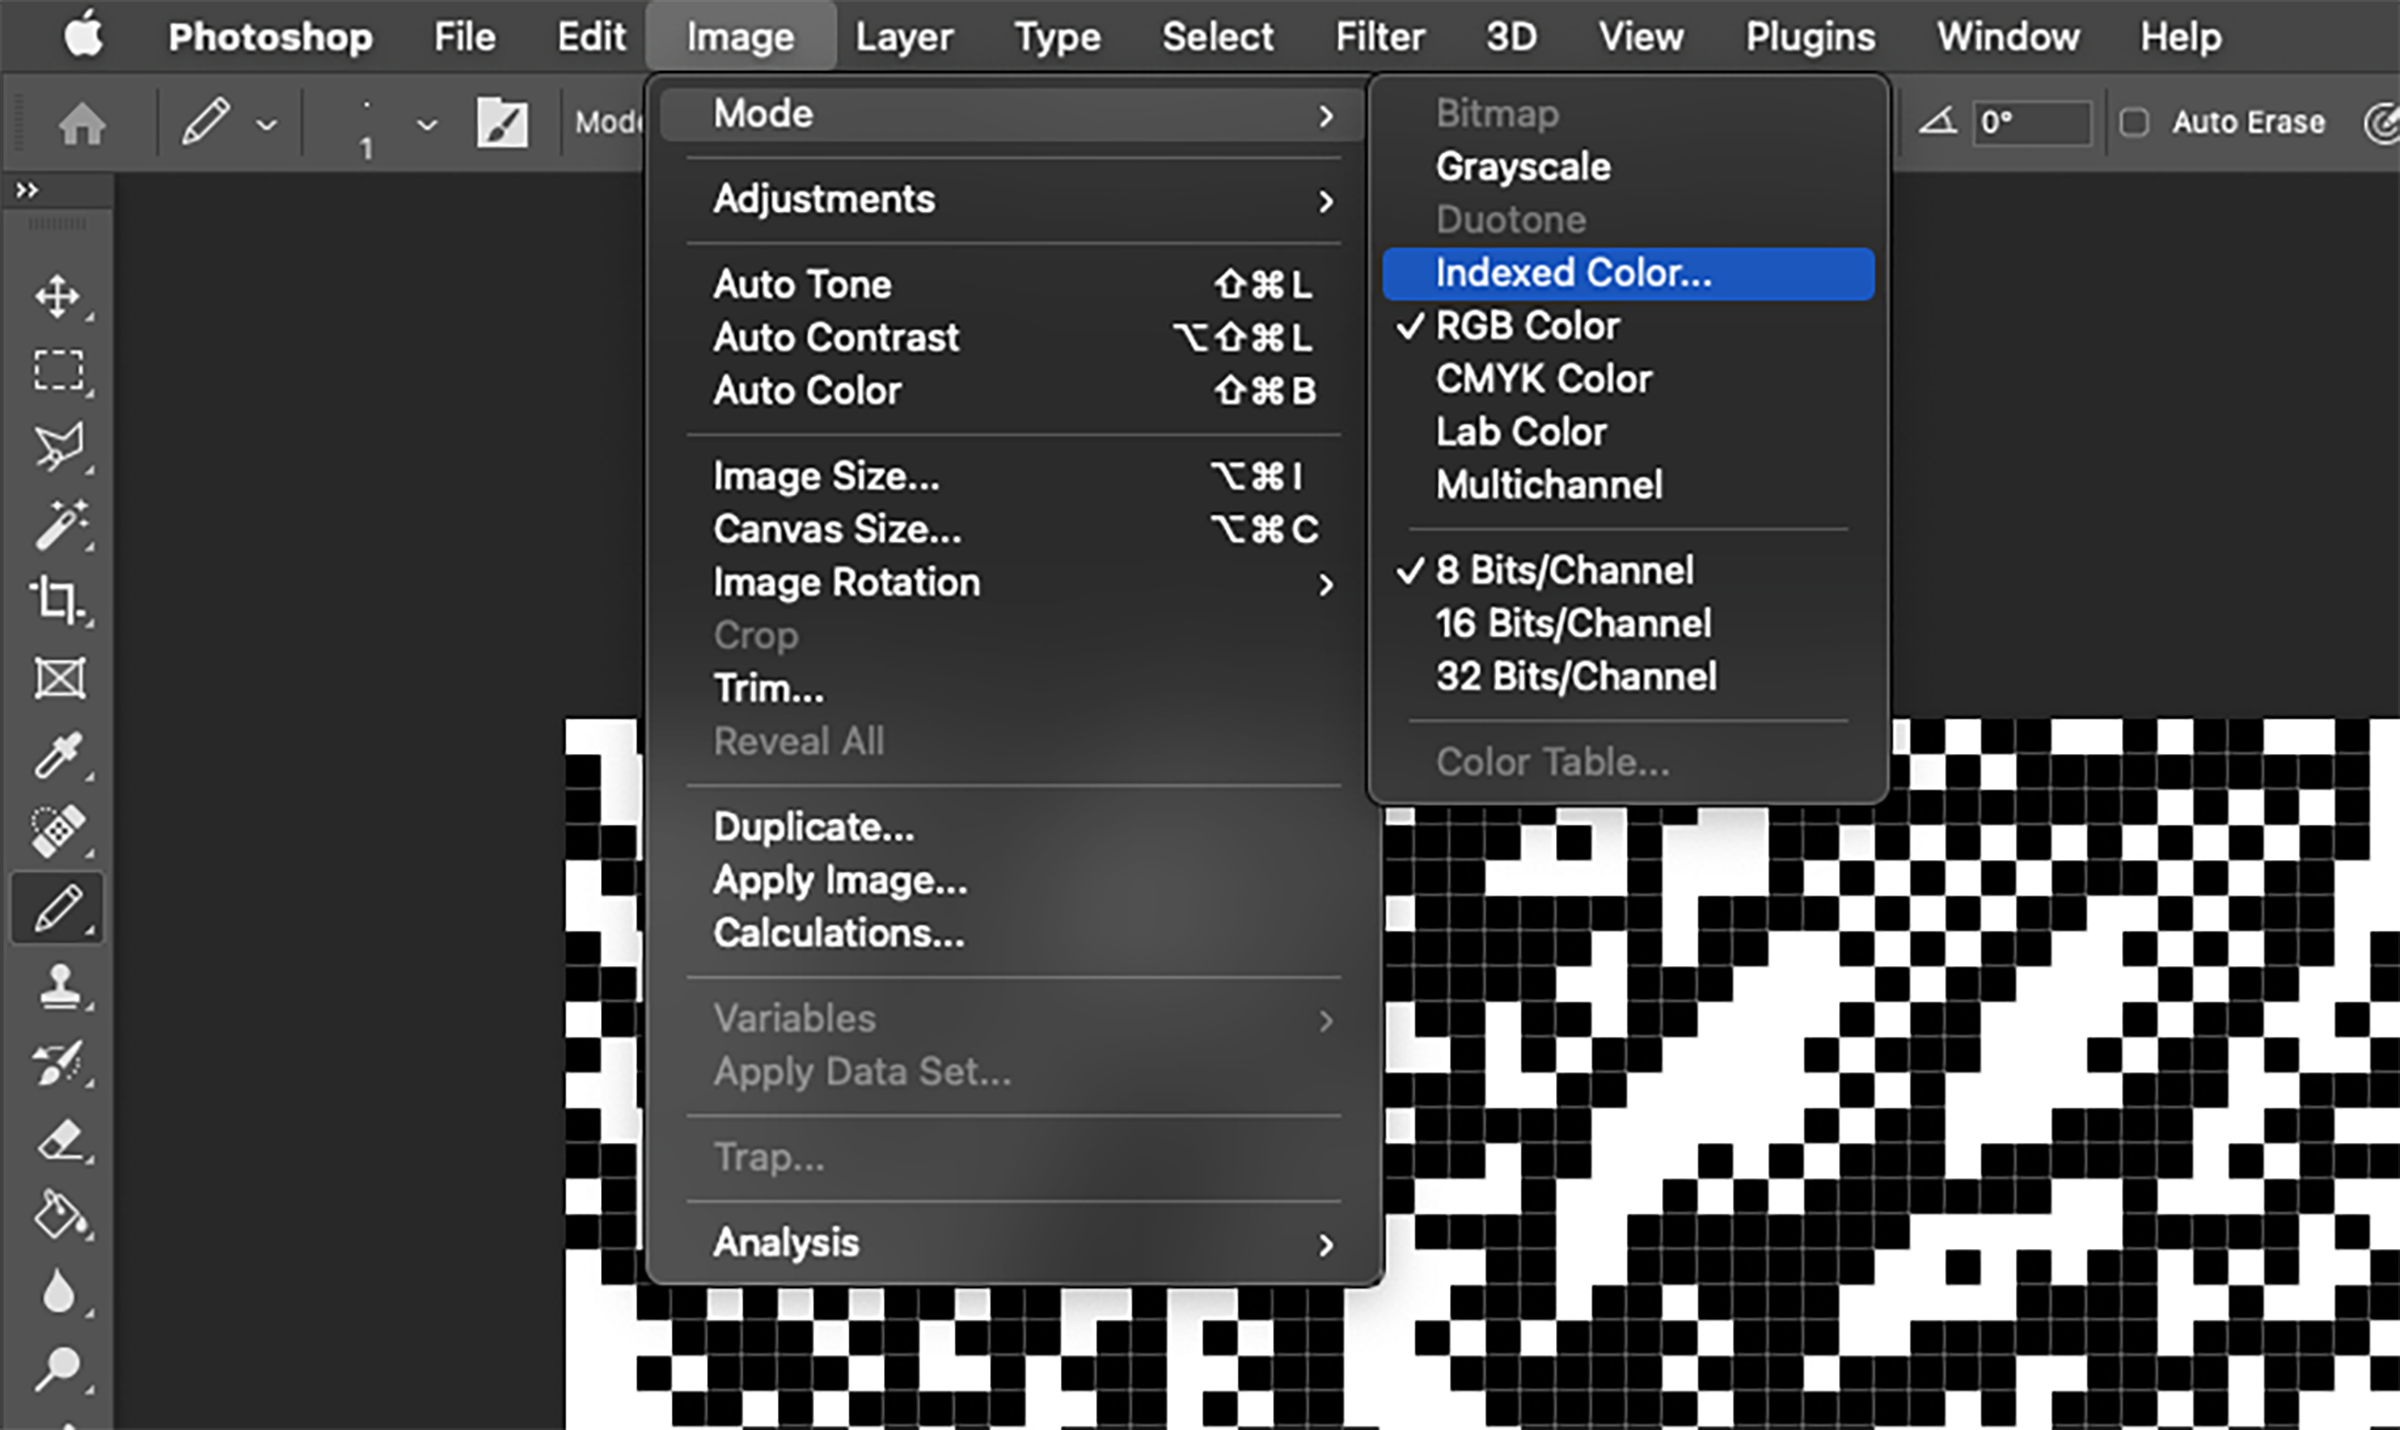 Photoshop File Edit Image Layer Type Select Filter 3D View Plugins Window Help
1 Mode 0° Auto Erase
Mode
Adjustments
Auto Tone ⇧⌘L
Auto Contrast ⌥⇧⌘L
Auto Color ⇧⌘B
Image Size... ⌥⌘I
Canvas Size... ⌥⌘C
Image Rotation
Crop
Trim...
Reveal All
Duplicate...
Apply Image...
Calculations...
Variables
Apply Data Set...
Trap...
Analysis
Bitmap
Grayscale
Duotone
Indexed Color...
✓ RGB Color
CMYK Color
Lab Color
Multichannel
✓ 8 Bits/Channel
16 Bits/Channel
32 Bits/Channel
Color Table...